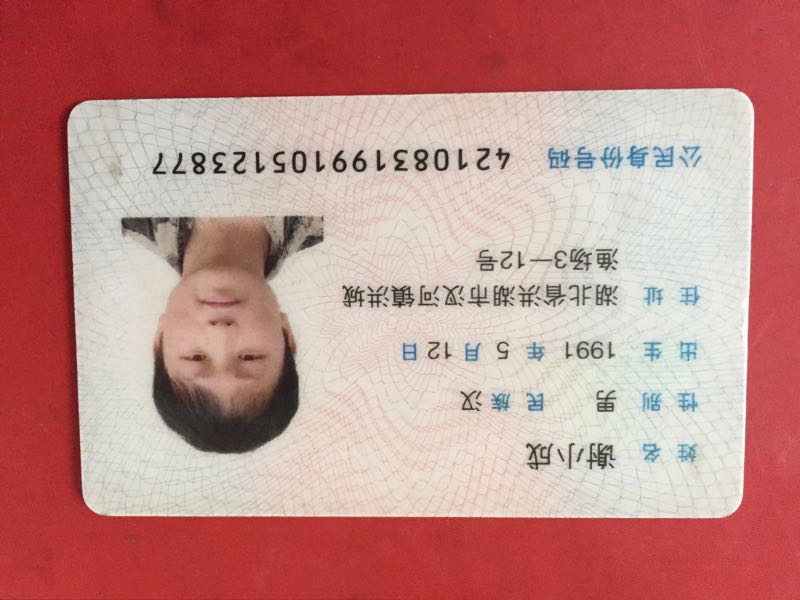 姓名 谢小成
性别 男 民族 汉
出生 1991 年 5 月 12 日
住址 湖北省洪湖市汊河镇洪城
渔场3—12号
公民身份号码 421083199105123877